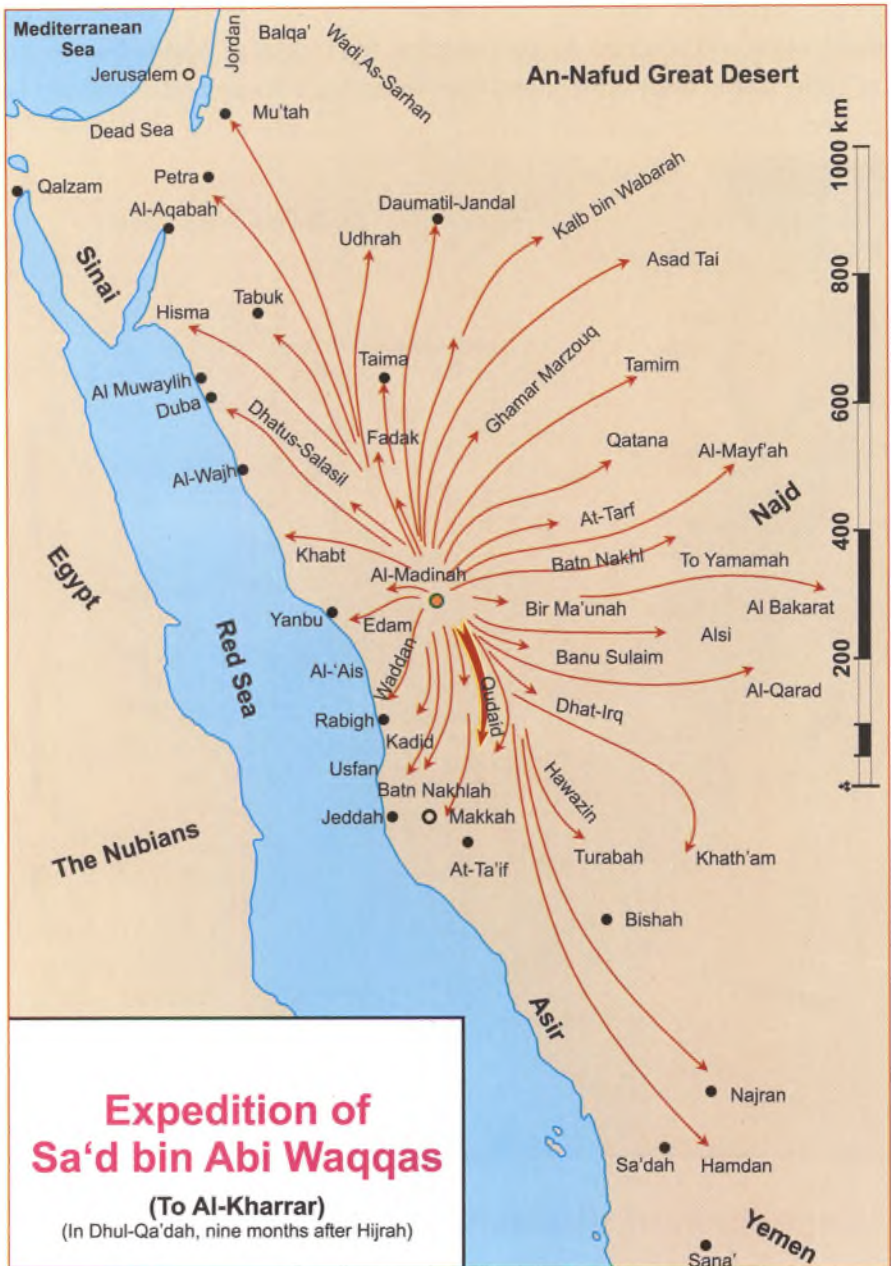 Mediterranean
Sea
Jerusalem
Jordan
Balqa'
Wadi As-Sarhan
An-Nafud Great Desert
Dead Sea
Mu'tah
Qalzam
Petra
Al-Aqabah
Sinai
Daumatil-Jandal
Kalb bin Wabarah
Udhrah
Asad Tai
Hisma
Tabuk
Taima
Ghamar Marzouq
Tamim
Al Muwaylih
Duba
Dhatus-Salasil
Fadak
Qatana
Al-Mayf'ah
Al-Wajh
At-Tarf
Najd
Khabt
Batn Nakhl
To Yamamah
Al-Madinah
Egypt
Red Sea
Yanbu
Edam
Bir Ma'unah
Al Bakarat
Alsi
Al-'Ais
Waddan
Banu Sulaim
Al-Qarad
Qudaid
Dhat-Irq
Rabigh
Kadid
Usfan
Batn Nakhlah
Hawazin
Jeddah
Makkah
The Nubians
At-Ta'if
Turabah
Khath'am
Bishah
Asir
Najran
Sa'dah
Hamdan
Yemen
Sana'
1000 km
800
600
400
200
Expedition of
Sa‘d bin Abi Waqqas
(To Al-Kharrar)
(In Dhul-Qa’dah, nine months after Hijrah)